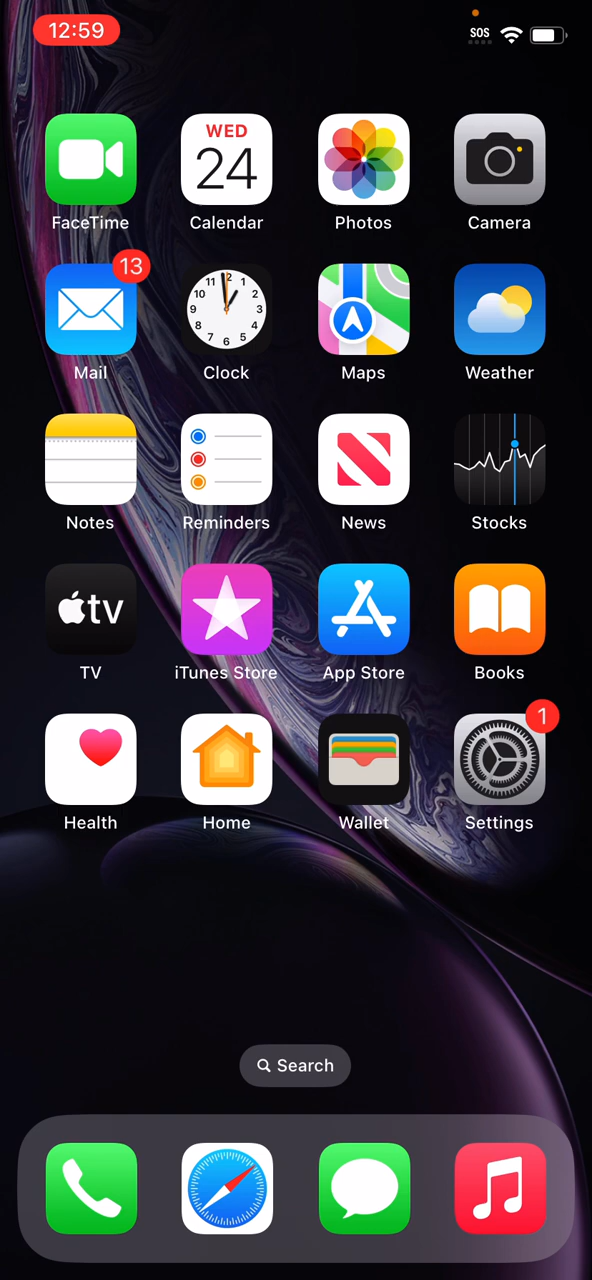 12:59 SOS
WED
24
FaceTime Calendar Photos Camera
13
Mail Clock Maps Weather
Notes Reminders News Stocks
tv
TV iTunes Store App Store Books
1
Health Home Wallet Settings
Search